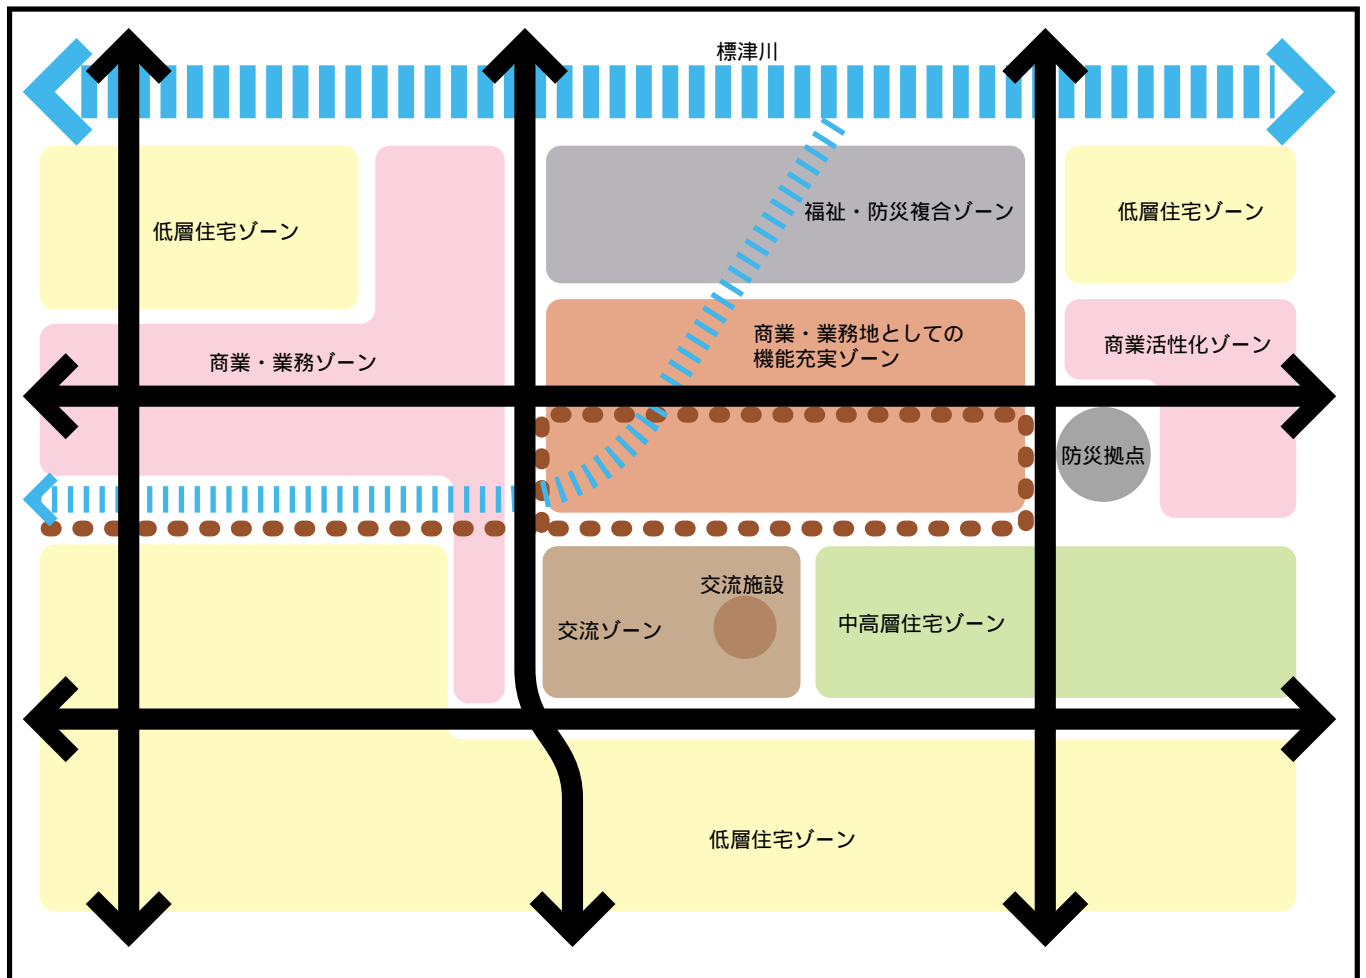 標津川
低層住宅ゾーン
福祉・防災複合ゾーン
低層住宅ゾーン
商業・業務ゾーン
商業・業務地としての
機能充実ゾーン
商業活性化ゾーン
防災拠点
交流施設
交流ゾーン
中高層住宅ゾーン
低層住宅ゾーン